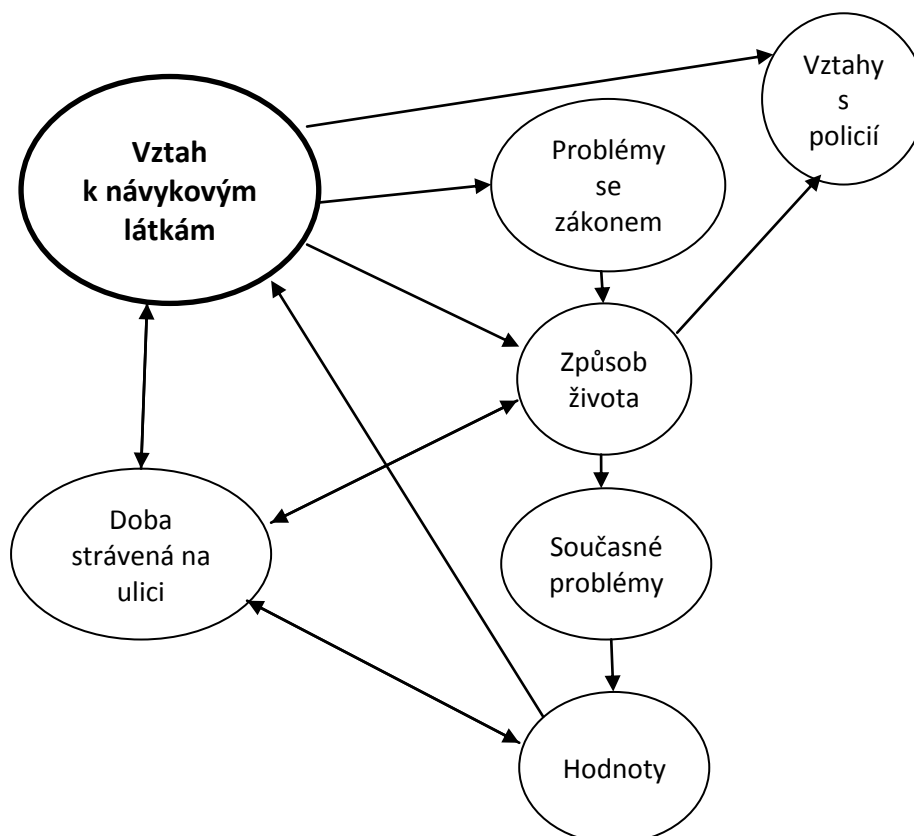 Vztahy
s
policií
Vztah
k návykovým
látkám
Problémy
se
zákonem
Způsob
života
Doba
strávená na
ulici
Současné
problémy
Hodnoty